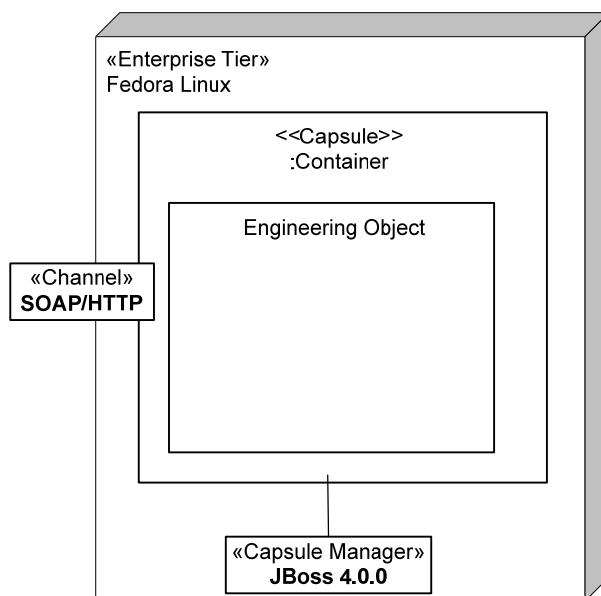 «Enterprise Tier»
Fedora Linux
<<Capsule>>
:Container
Engineering Object
«Channel»
SOAP/HTTP
«Capsule Manager»
JBoss 4.0.0